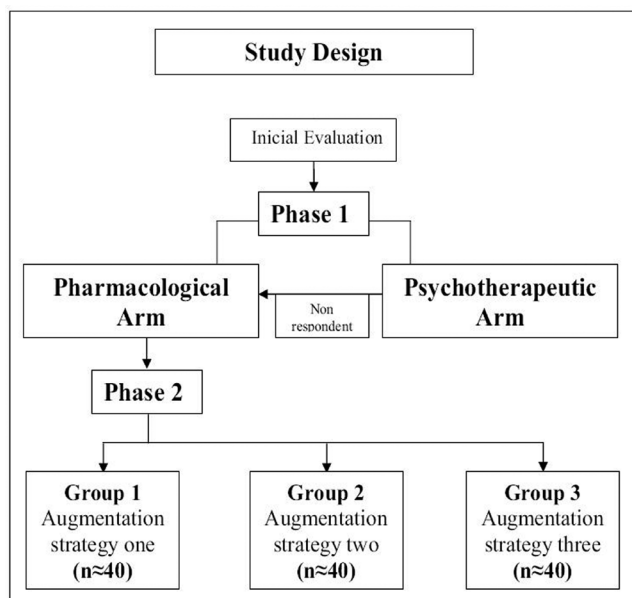 Study Design
Inicial Evaluation
Phase 1
Pharmacological
Arm
Non
respondent
Psychotherapeutic
Arm
Phase 2
Group 1
Augmentation
strategy one
(n≈40)
Group 2
Augmentation
strategy two
(n≈40)
Group 3
Augmentation
strategy three
(n≈40)